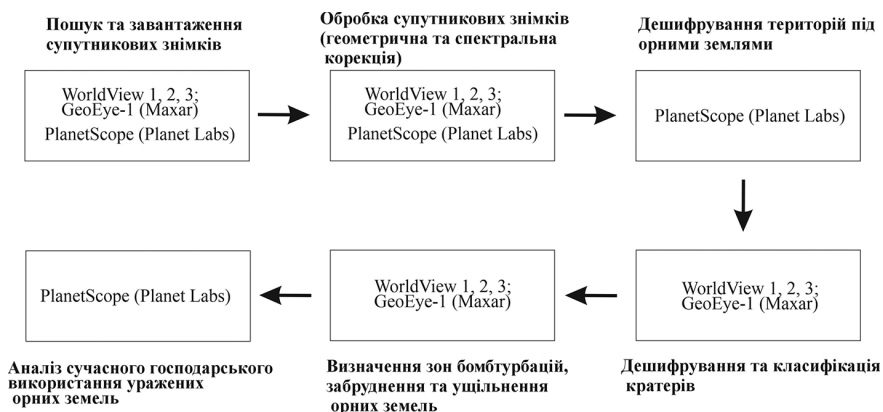 Пошук та завантаження
супутникових знімків
WorldView 1, 2, 3;
GeoEye-1 (Maxar)
PlanetScope (Planet Labs)
Обробка супутникових знімків
(геометрична та спектральна
корекція)
WorldView 1, 2, 3;
GeoEye-1 (Maxar)
PlanetScope (Planet Labs)
Дешифрування територій під
орними землями
PlanetScope (Planet Labs)
WorldView 1, 2, 3;
GeoEye-1 (Maxar)
Дешифрування та класифікація
кратерів
WorldView 1, 2, 3;
GeoEye-1 (Maxar)
Визначення зон бомбтурбацій,
забруднення та ущільнення
орних земель
PlanetScope (Planet Labs)
Аналіз сучасного господарського
використання уражених
орних земель